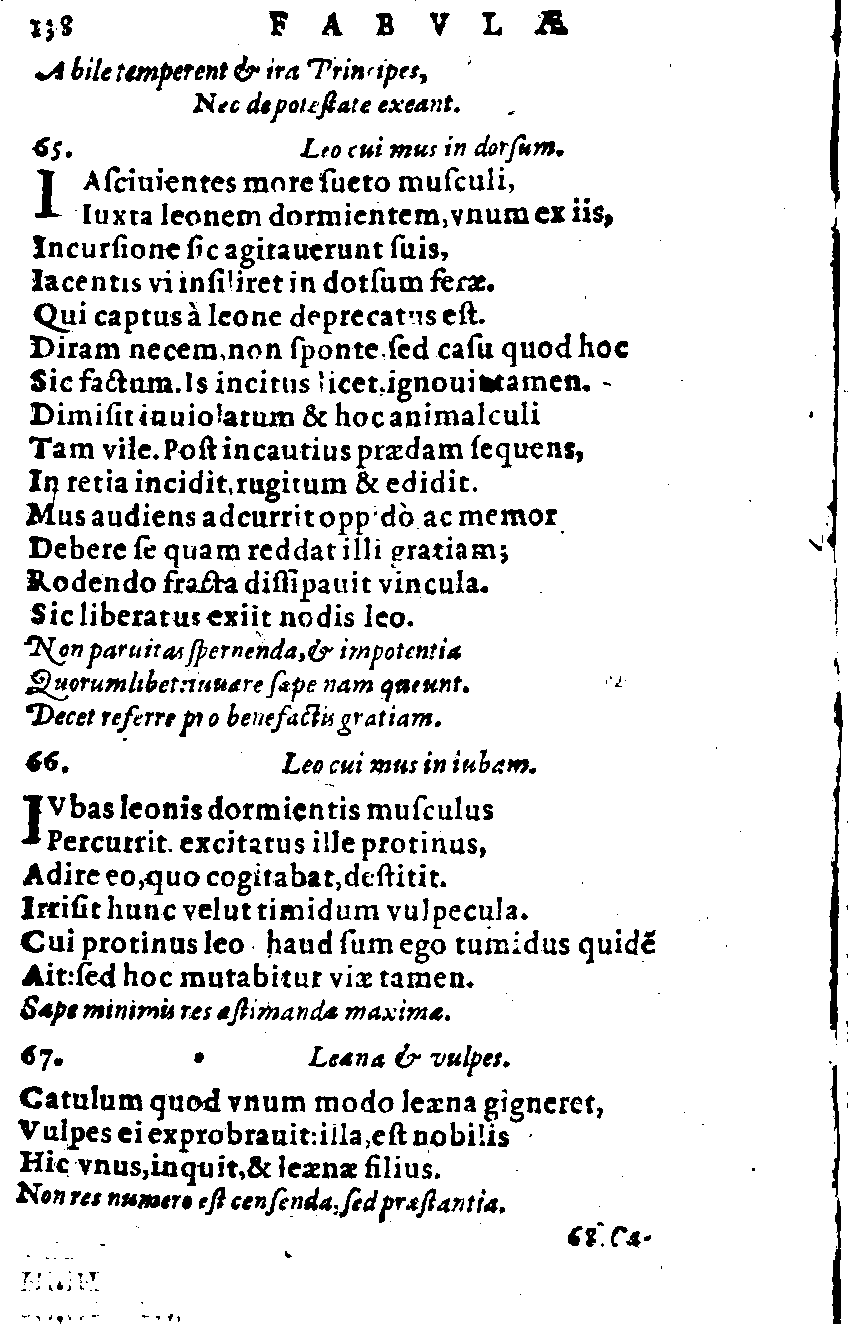 138 FABVLÆ
A bile temperent & ira Principes,
Nec de poteſtate exeant.
65. Leo cui mus in dorſum.
IAſciuientes more ſueto muſculi,
Iuxta leonem dormientem, vnum ex iis,
Incurſione ſic agitauerunt ſuis,
Iacentis vi inſiliret in dotſum feræ.
Qui captus à leone deprecatus eſt.
Diram necem, non ſponte, ſed caſu quod hoc
Sic factum. Is incitus licet, ignouit tamen.
Dimiſit inuiolatum & hoc animalculi
Tam vile. Poſt incautius prædam ſequens,
In retia incidit, rugitum & edidit.
Mus audiens adcurrit oppidò ac memor
Debere ſe quam reddat illi gratiam;
Rodendo fracta diſſipauit vincula.
Sic liberatus exiit nodis leo.
Non paruitas ſpernenda, & impotentia
Quorumlibet: iuuare ſæpe nam queunt.
Decet referre pro benefactis gratiam.
66. Leo cui mus in iubam.
IVbas leonis dormientis muſculus
Percurrit. excitatus ille protinus,
Adire eo, quo cogitabat, deſtitit.
Irriſit hunc velut timidum vulpecula.
Cui protinus leo haud ſum ego tumidus quidẽ
Ait: ſed hoc mutabitur viæ tamen.
Sæpe minimis res æſtimanda maxima.
67. Leæna & vulpes.
Catulum quod vnum modo leæna gigneret,
Vulpes ei exprobrauit: illa, eſt nobilis
Hic vnus, inquit, & leænæ filius.
Non res numero eſt cenſenda, ſed præſtantia.
68. Ca-